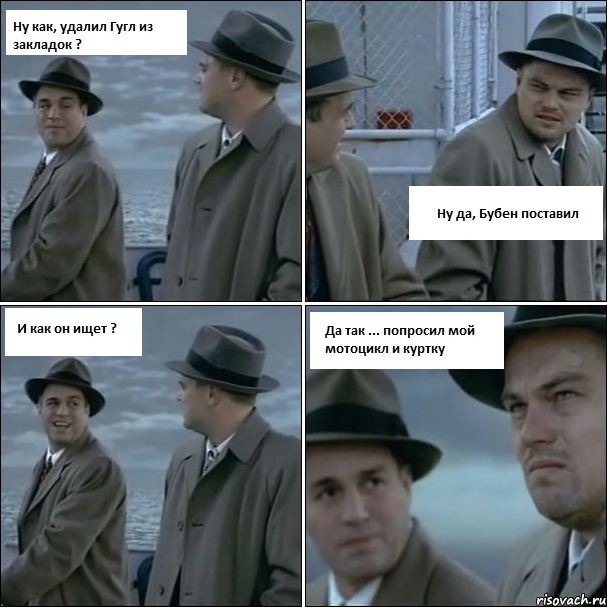 Ну как, удалил Гугл из
закладок ?
Ну да, Бубен поставил
И как он ищет ?
Да так ... попросил мой
мотоцикл и куртку
risovach.ru